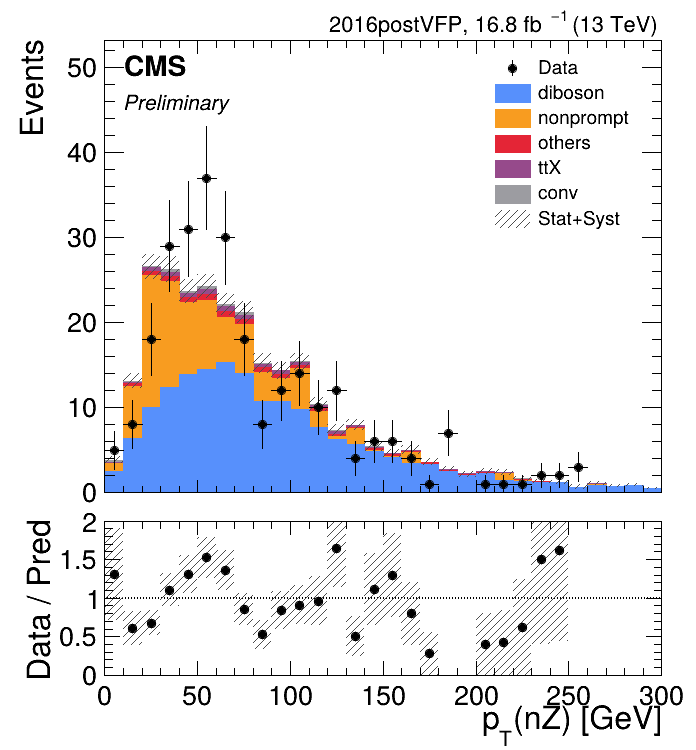 2016postVFP, 16.8 fb ⁻¹ (13 TeV)
CMS
Preliminary
Data
diboson
nonprompt
others
ttX
conv
Stat+Syst
Events
50
40
30
20
10
0
Data / Pred
2
1.5
1
0.5
0
0 50 100 150 200 250 300
p_T(nZ) [GeV]